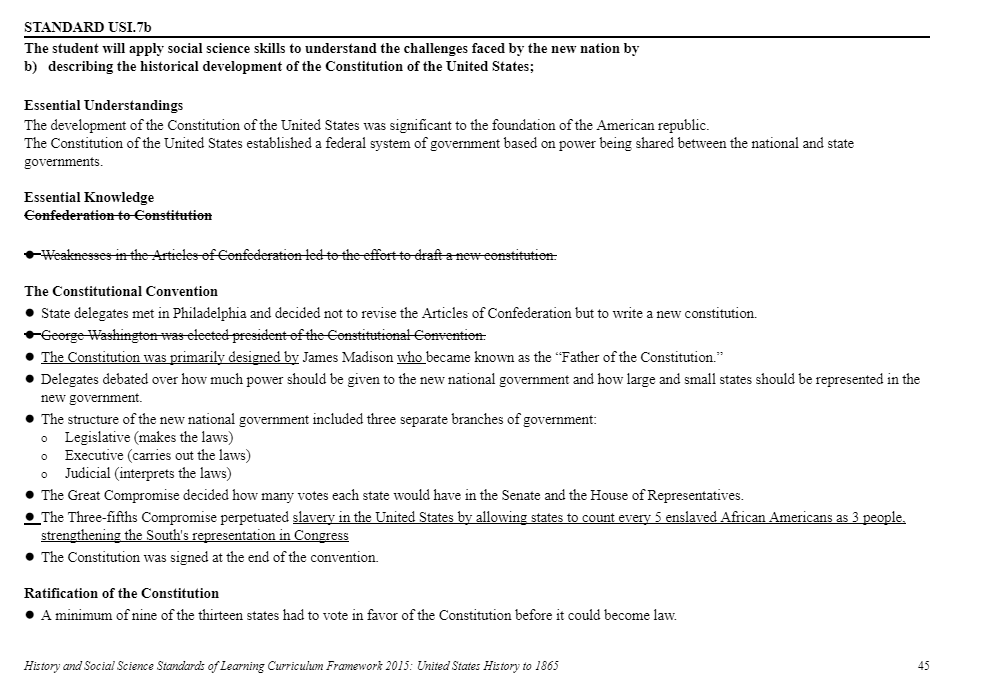 STANDARD USI.7b
The student will apply social science skills to understand the challenges faced by the new nation by
b) describing the historical development of the Constitution of the United States;
Essential Understandings
The development of the Constitution of the United States was significant to the foundation of the American republic.
The Constitution of the United States established a federal system of government based on power being shared between the national and state
governments.
Essential Knowledge
Confederation to Constitution
● Weaknesses in the Articles of Confederation led to the effort to draft a new constitution.
The Constitutional Convention
● State delegates met in Philadelphia and decided not to revise the Articles of Confederation but to write a new constitution.
● George Washington was elected president of the Constitutional Convention.
● The Constitution was primarily designed by James Madison who became known as the “Father of the Constitution.”
● Delegates debated over how much power should be given to the new national government and how large and small states should be represented in the
new government.
● The structure of the new national government included three separate branches of government:
o Legislative (makes the laws)
o Executive (carries out the laws)
o Judicial (interprets the laws)
● The Great Compromise decided how many votes each state would have in the Senate and the House of Representatives.
● The Three-fifths Compromise perpetuated slavery in the United States by allowing states to count every 5 enslaved African Americans as 3 people,
strengthening the South's representation in Congress
● The Constitution was signed at the end of the convention.
Ratification of the Constitution
● A minimum of nine of the thirteen states had to vote in favor of the Constitution before it could become law.
History and Social Science Standards of Learning Curriculum Framework 2015: United States History to 1865 45